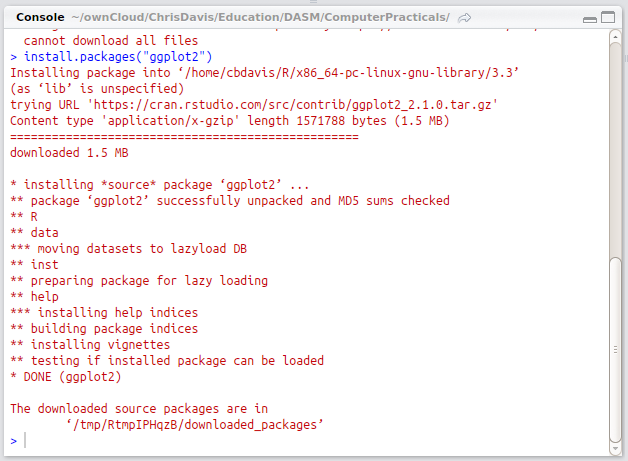 Console ~/ownCloud/ChrisDavis/Education/DASM/ComputerPracticals/
cannot download all files
> install.packages("ggplot2")
Installing package into ‘/home/cbdavis/R/x86_64-pc-linux-gnu-library/3.3’
(as ‘lib’ is unspecified)
trying URL 'https://cran.rstudio.com/src/contrib/ggplot2_2.1.0.tar.gz'
Content type 'application/x-gzip' length 1571788 bytes (1.5 MB)
==================================================
downloaded 1.5 MB
* installing *source* package ‘ggplot2’ ...
** package ‘ggplot2’ successfully unpacked and MD5 sums checked
** R
** data
*** moving datasets to lazyload DB
** inst
** preparing package for lazy loading
** help
*** installing help indices
** building package indices
** installing vignettes
** testing if installed package can be loaded
* DONE (ggplot2)
The downloaded source packages are in
‘/tmp/RtmpIPHqzB/downloaded_packages’
>